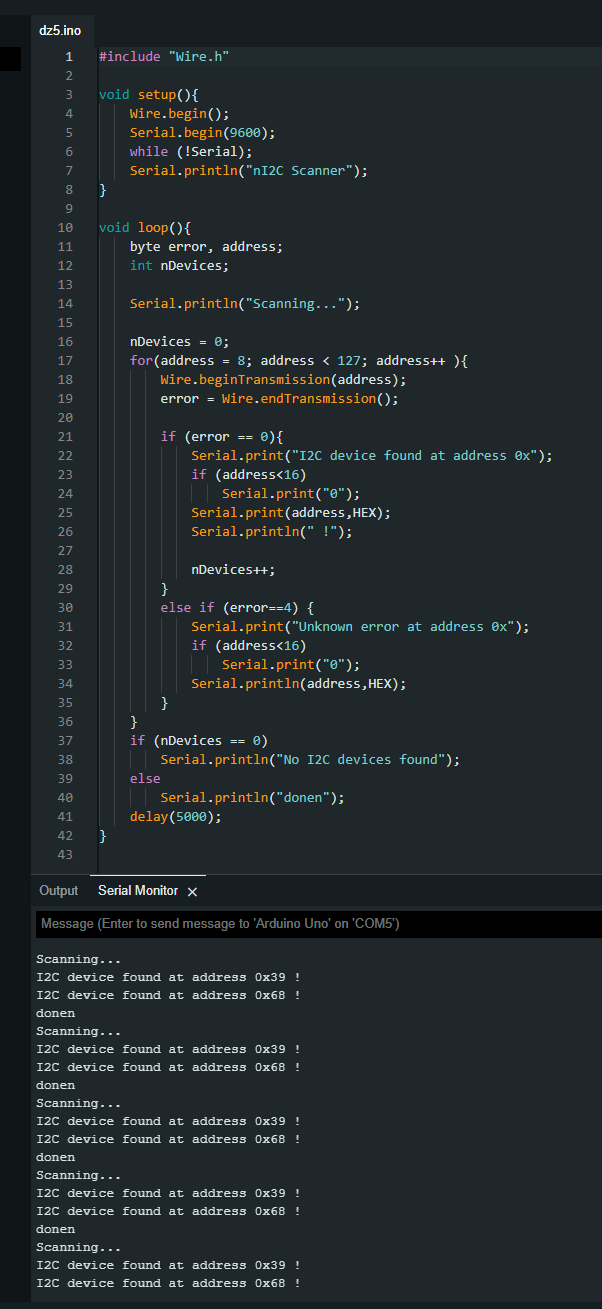 dz5.ino
1 #include "Wire.h"
2
3 void setup(){
4 Wire.begin();
5 Serial.begin(9600);
6 while (!Serial);
7 Serial.println("nI2C Scanner");
8 }
9
10 void loop(){
11 byte error, address;
12 int nDevices;
13
14 Serial.println("Scanning...");
15
16 nDevices = 0;
17 for(address = 8; address < 127; address++ ){
18 Wire.beginTransmission(address);
19 error = Wire.endTransmission();
20
21 if (error == 0){
22 Serial.print("I2C device found at address 0x");
23 if (address<16)
24 Serial.print("0");
25 Serial.print(address,HEX);
26 Serial.println(" !");
27
28 nDevices++;
29 }
30 else if (error==4) {
31 Serial.print("Unknown error at address 0x");
32 if (address<16)
33 Serial.print("0");
34 Serial.println(address,HEX);
35 }
36 }
37 if (nDevices == 0)
38 Serial.println("No I2C devices found");
39 else
40 Serial.println("donen");
41 delay(5000);
42 }
43
Output Serial Monitor ×
Message (Enter to send message to 'Arduino Uno' on 'COM5')
Scanning...
I2C device found at address 0x39 !
I2C device found at address 0x68 !
donen
Scanning...
I2C device found at address 0x39 !
I2C device found at address 0x68 !
donen
Scanning...
I2C device found at address 0x39 !
I2C device found at address 0x68 !
donen
Scanning...
I2C device found at address 0x39 !
I2C device found at address 0x68 !
donen
Scanning...
I2C device found at address 0x39 !
I2C device found at address 0x68 !